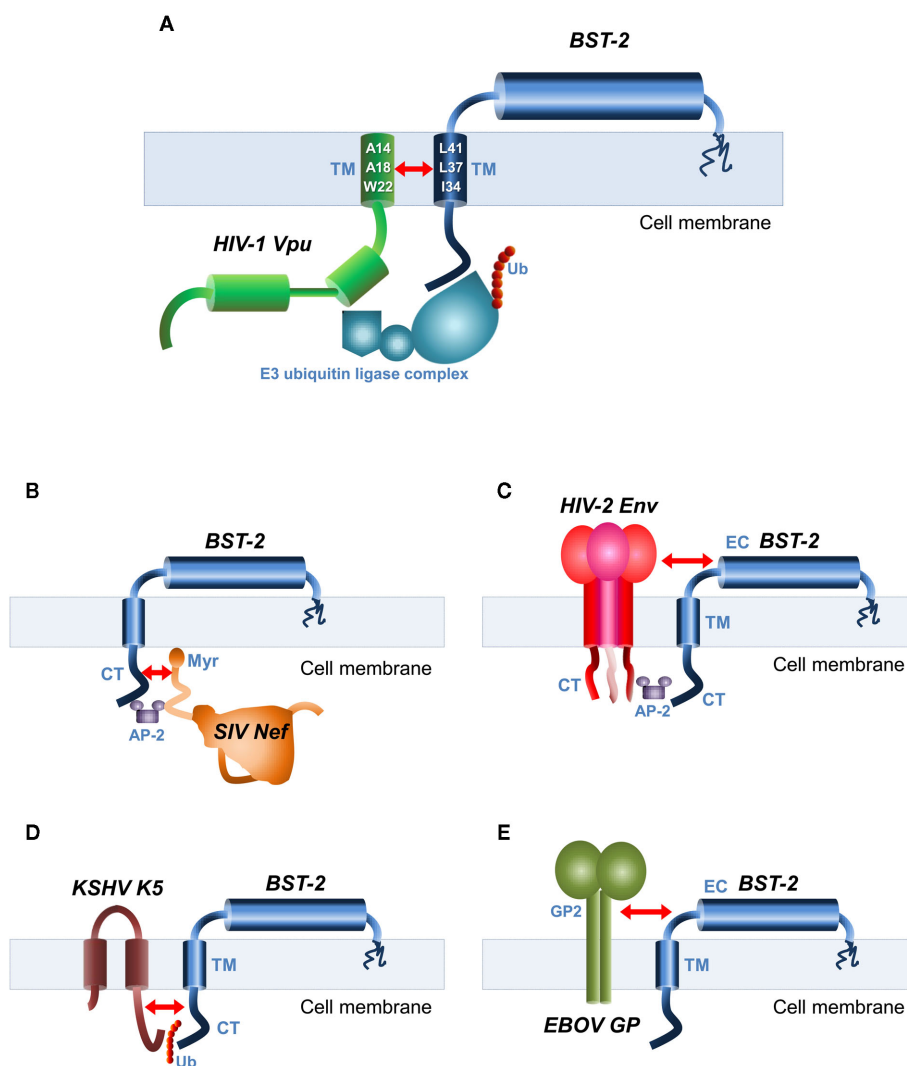 A
BST-2
TM
A14
A18
W22
L41
L37
I34
TM
Cell membrane
HIV-1 Vpu
Ub
E3 ubiquitin ligase complex
B
BST-2
Cell membrane
CT
Myr
AP-2
SIV Nef
C
HIV-2 Env
EC
BST-2
TM
Cell membrane
CT
AP-2
CT
D
KSHV K5
BST-2
TM
Cell membrane
CT
Ub
E
EC
BST-2
GP2
TM
Cell membrane
EBOV GP